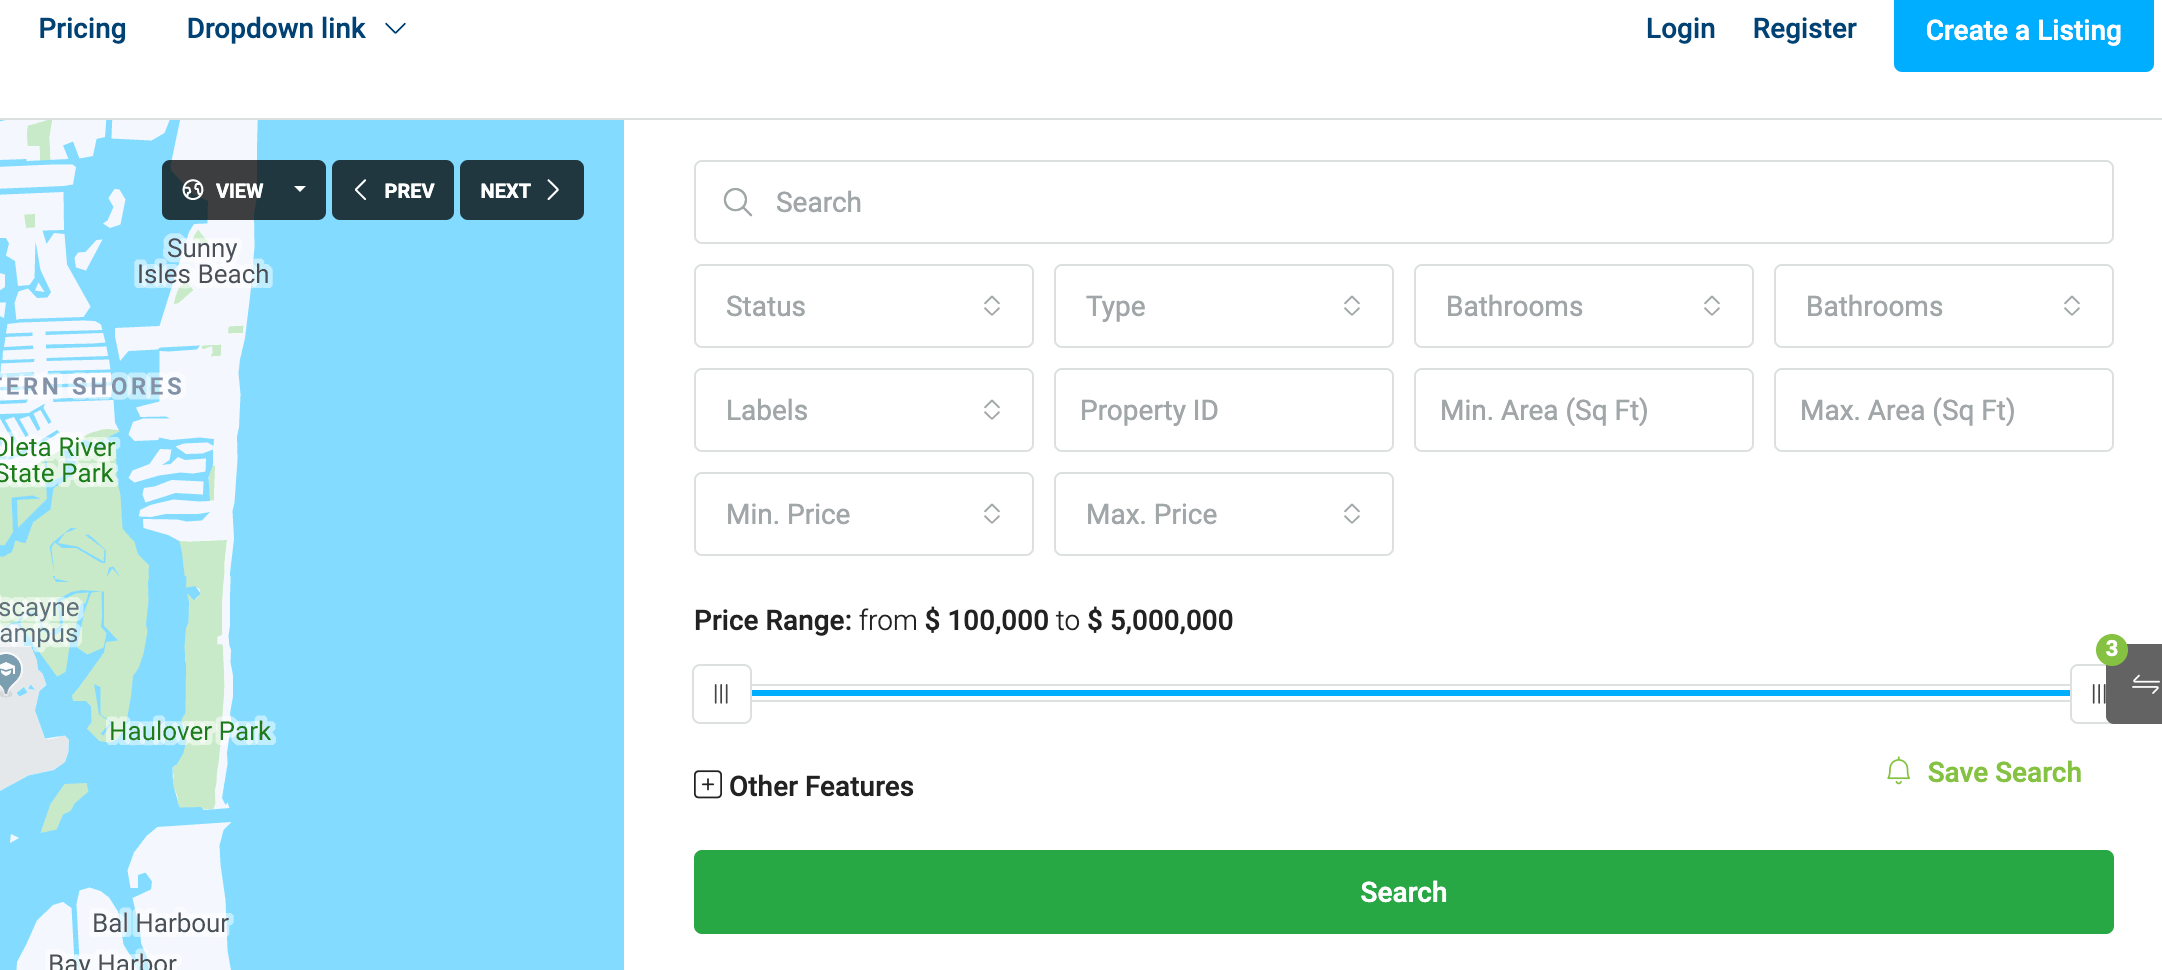 Pricing
Dropdown link
Login
Register
Create a Listing
VIEW
PREV
NEXT
Sunny
Isles Beach
TERN SHORES
Oleta River
State Park
scayne
ampus
Haulover Park
Bal Harbour
Bay Harbor
Search
Status
Type
Bathrooms
Bathrooms
Labels
Property ID
Min. Area (Sq Ft)
Max. Area (Sq Ft)
Min. Price
Max. Price
Price Range: from $ 100,000 to $ 5,000,000
3
Other Features
Save Search
Search